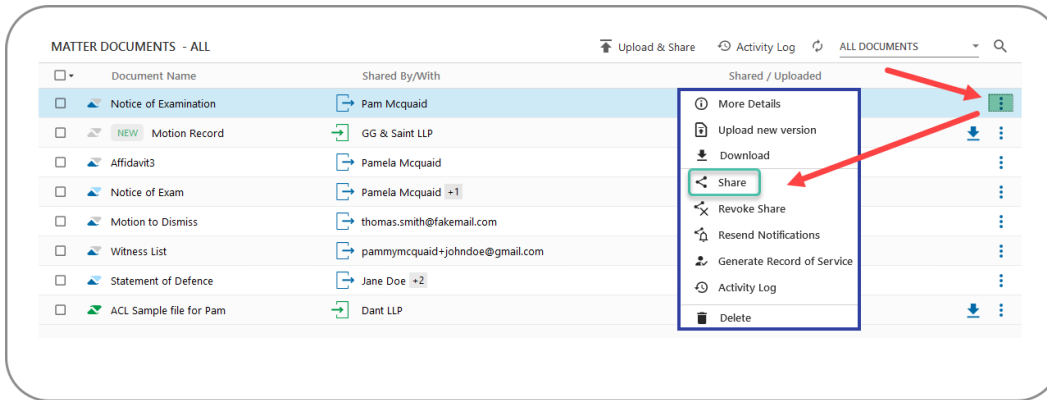 MATTER DOCUMENTS - ALL Upload & Share Activity Log ALL DOCUMENTS
Document Name Shared By/With Shared / Uploaded
Notice of Examination Pam Mcquaid
NEW Motion Record GG & Saint LLP
Affidavit3 Pamela Mcquaid
Notice of Exam Pamela Mcquaid +1
Motion to Dismiss thomas.smith@fakemail.com
Witness List pammymcquaid+johndoe@gmail.com
Statement of Defence Jane Doe +2
ACL Sample file for Pam Dant LLP
More Details
Upload new version
Download
Share
Revoke Share
Resend Notifications
Generate Record of Service
Activity Log
Delete